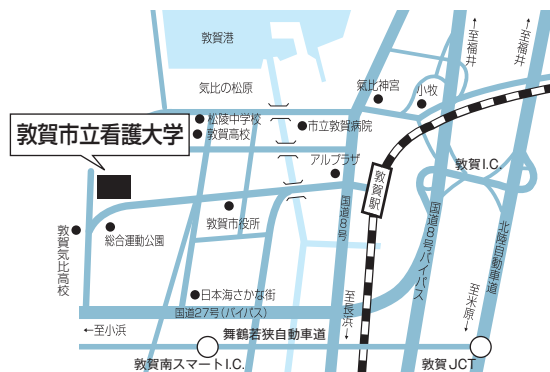 敦賀港
至福井
至福井
気比の松原
氣比神宮
小牧
松陵中学校
敦賀高校
市立敦賀病院
敦賀市立看護大学
アルプラザ
敦賀I.C.
敦賀駅
国道8号
国道8号バイパス
北陸自動車道
敦賀気比高校
総合運動公園
敦賀市役所
日本海さかな街
国道27号(バイパス)
至長浜
至米原
←至小浜
舞鶴若狭自動車道
敦賀南スマートI.C.
敦賀JCT